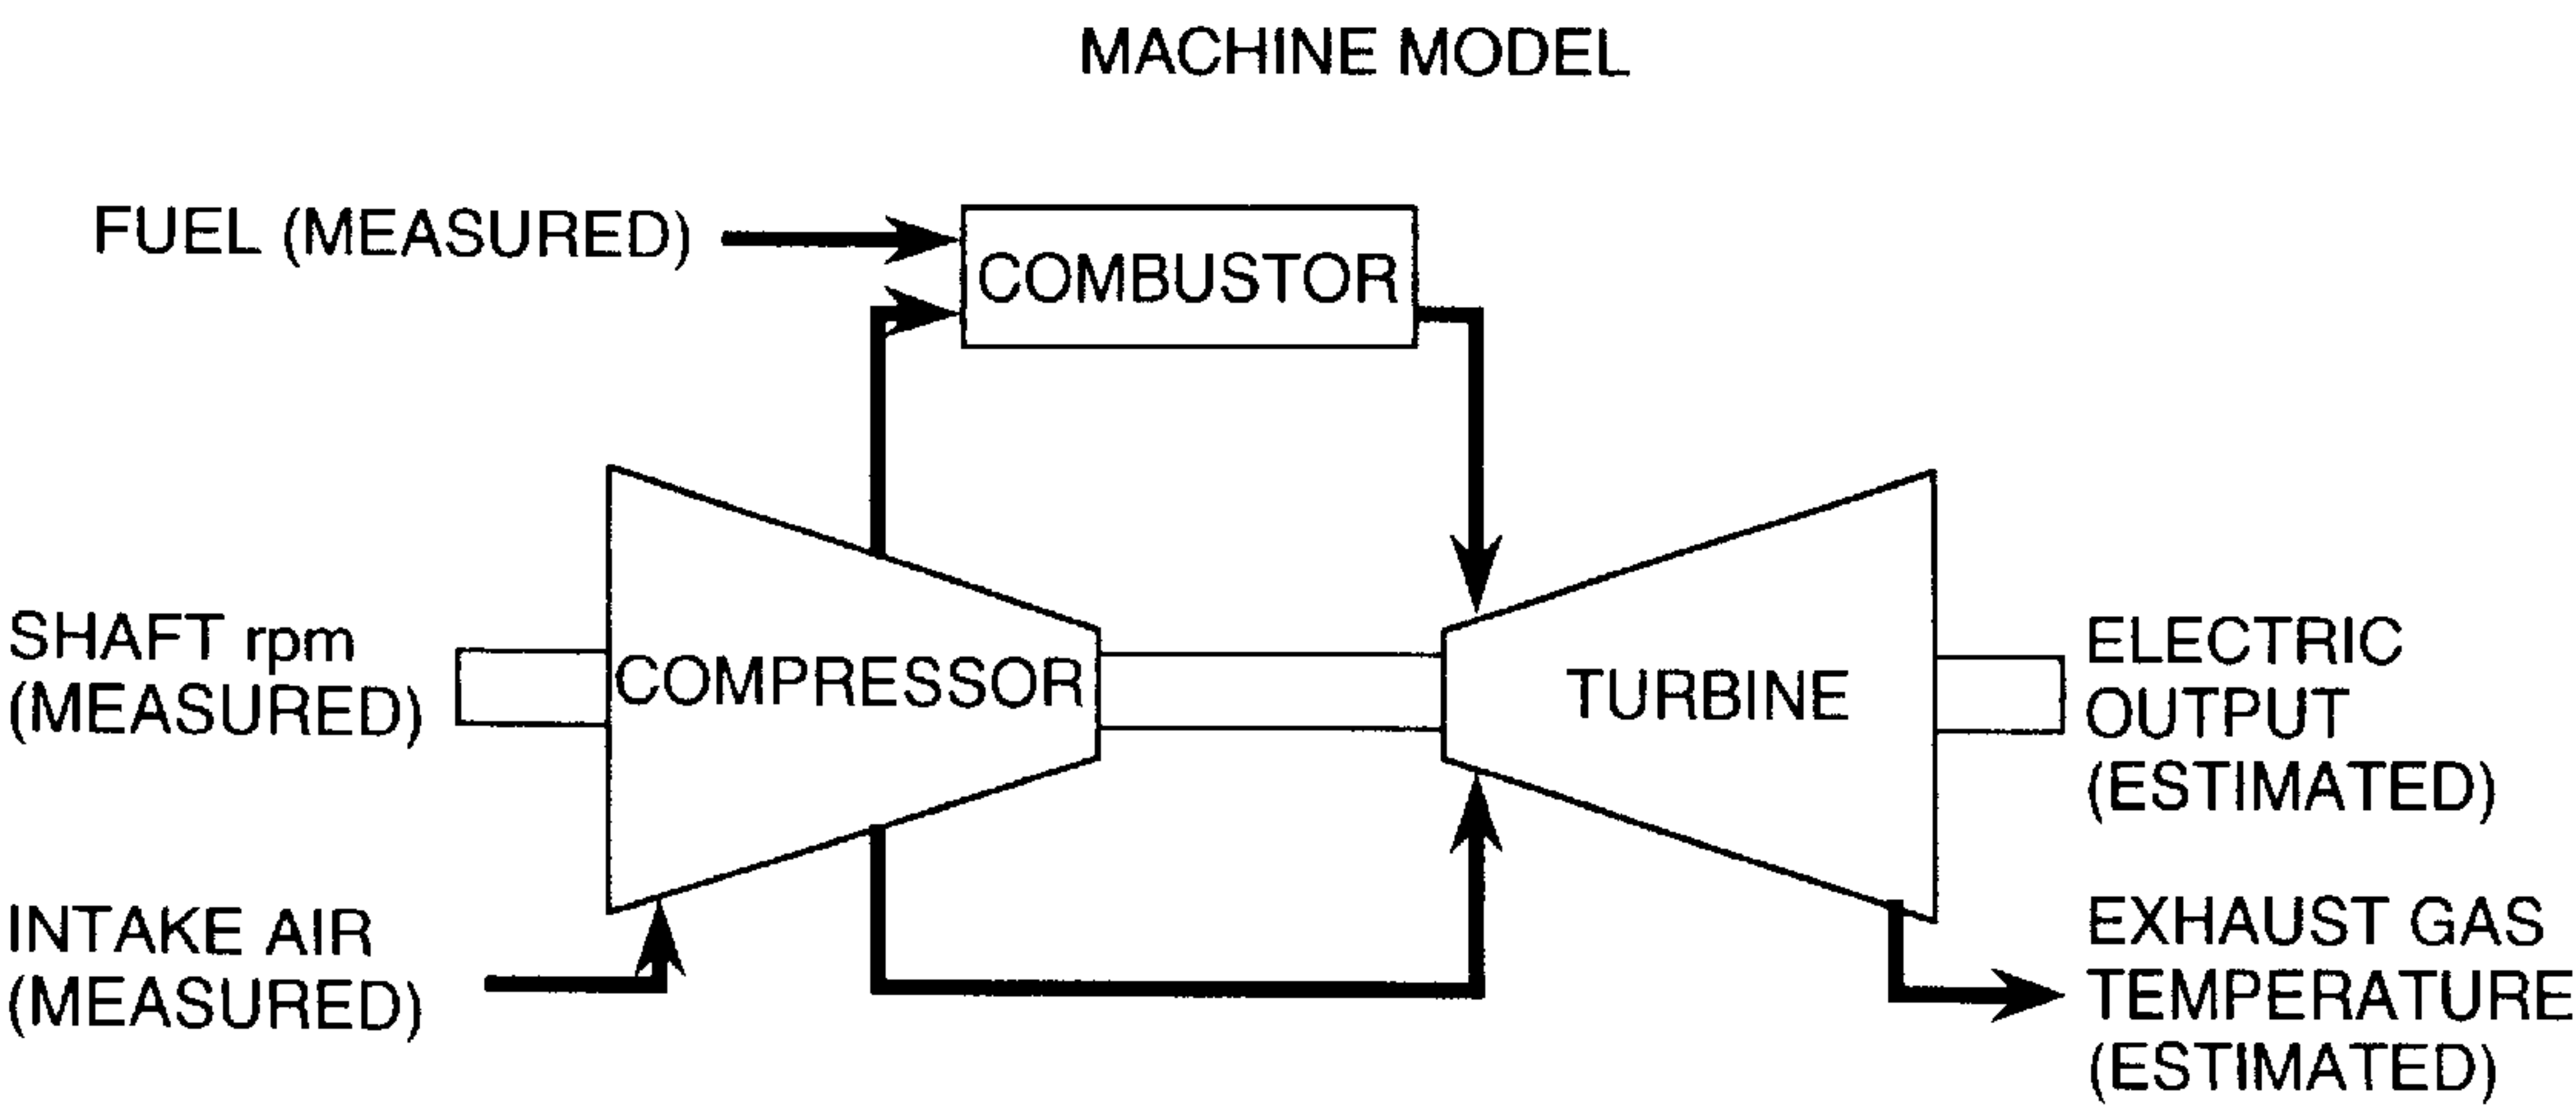 MACHINE MODEL
FUEL (MEASURED)
COMBUSTOR
SHAFT rpm
(MEASURED)
COMPRESSOR
TURBINE
ELECTRIC
OUTPUT
(ESTIMATED)
INTAKE AIR
(MEASURED)
EXHAUST GAS
TEMPERATURE
(ESTIMATED)